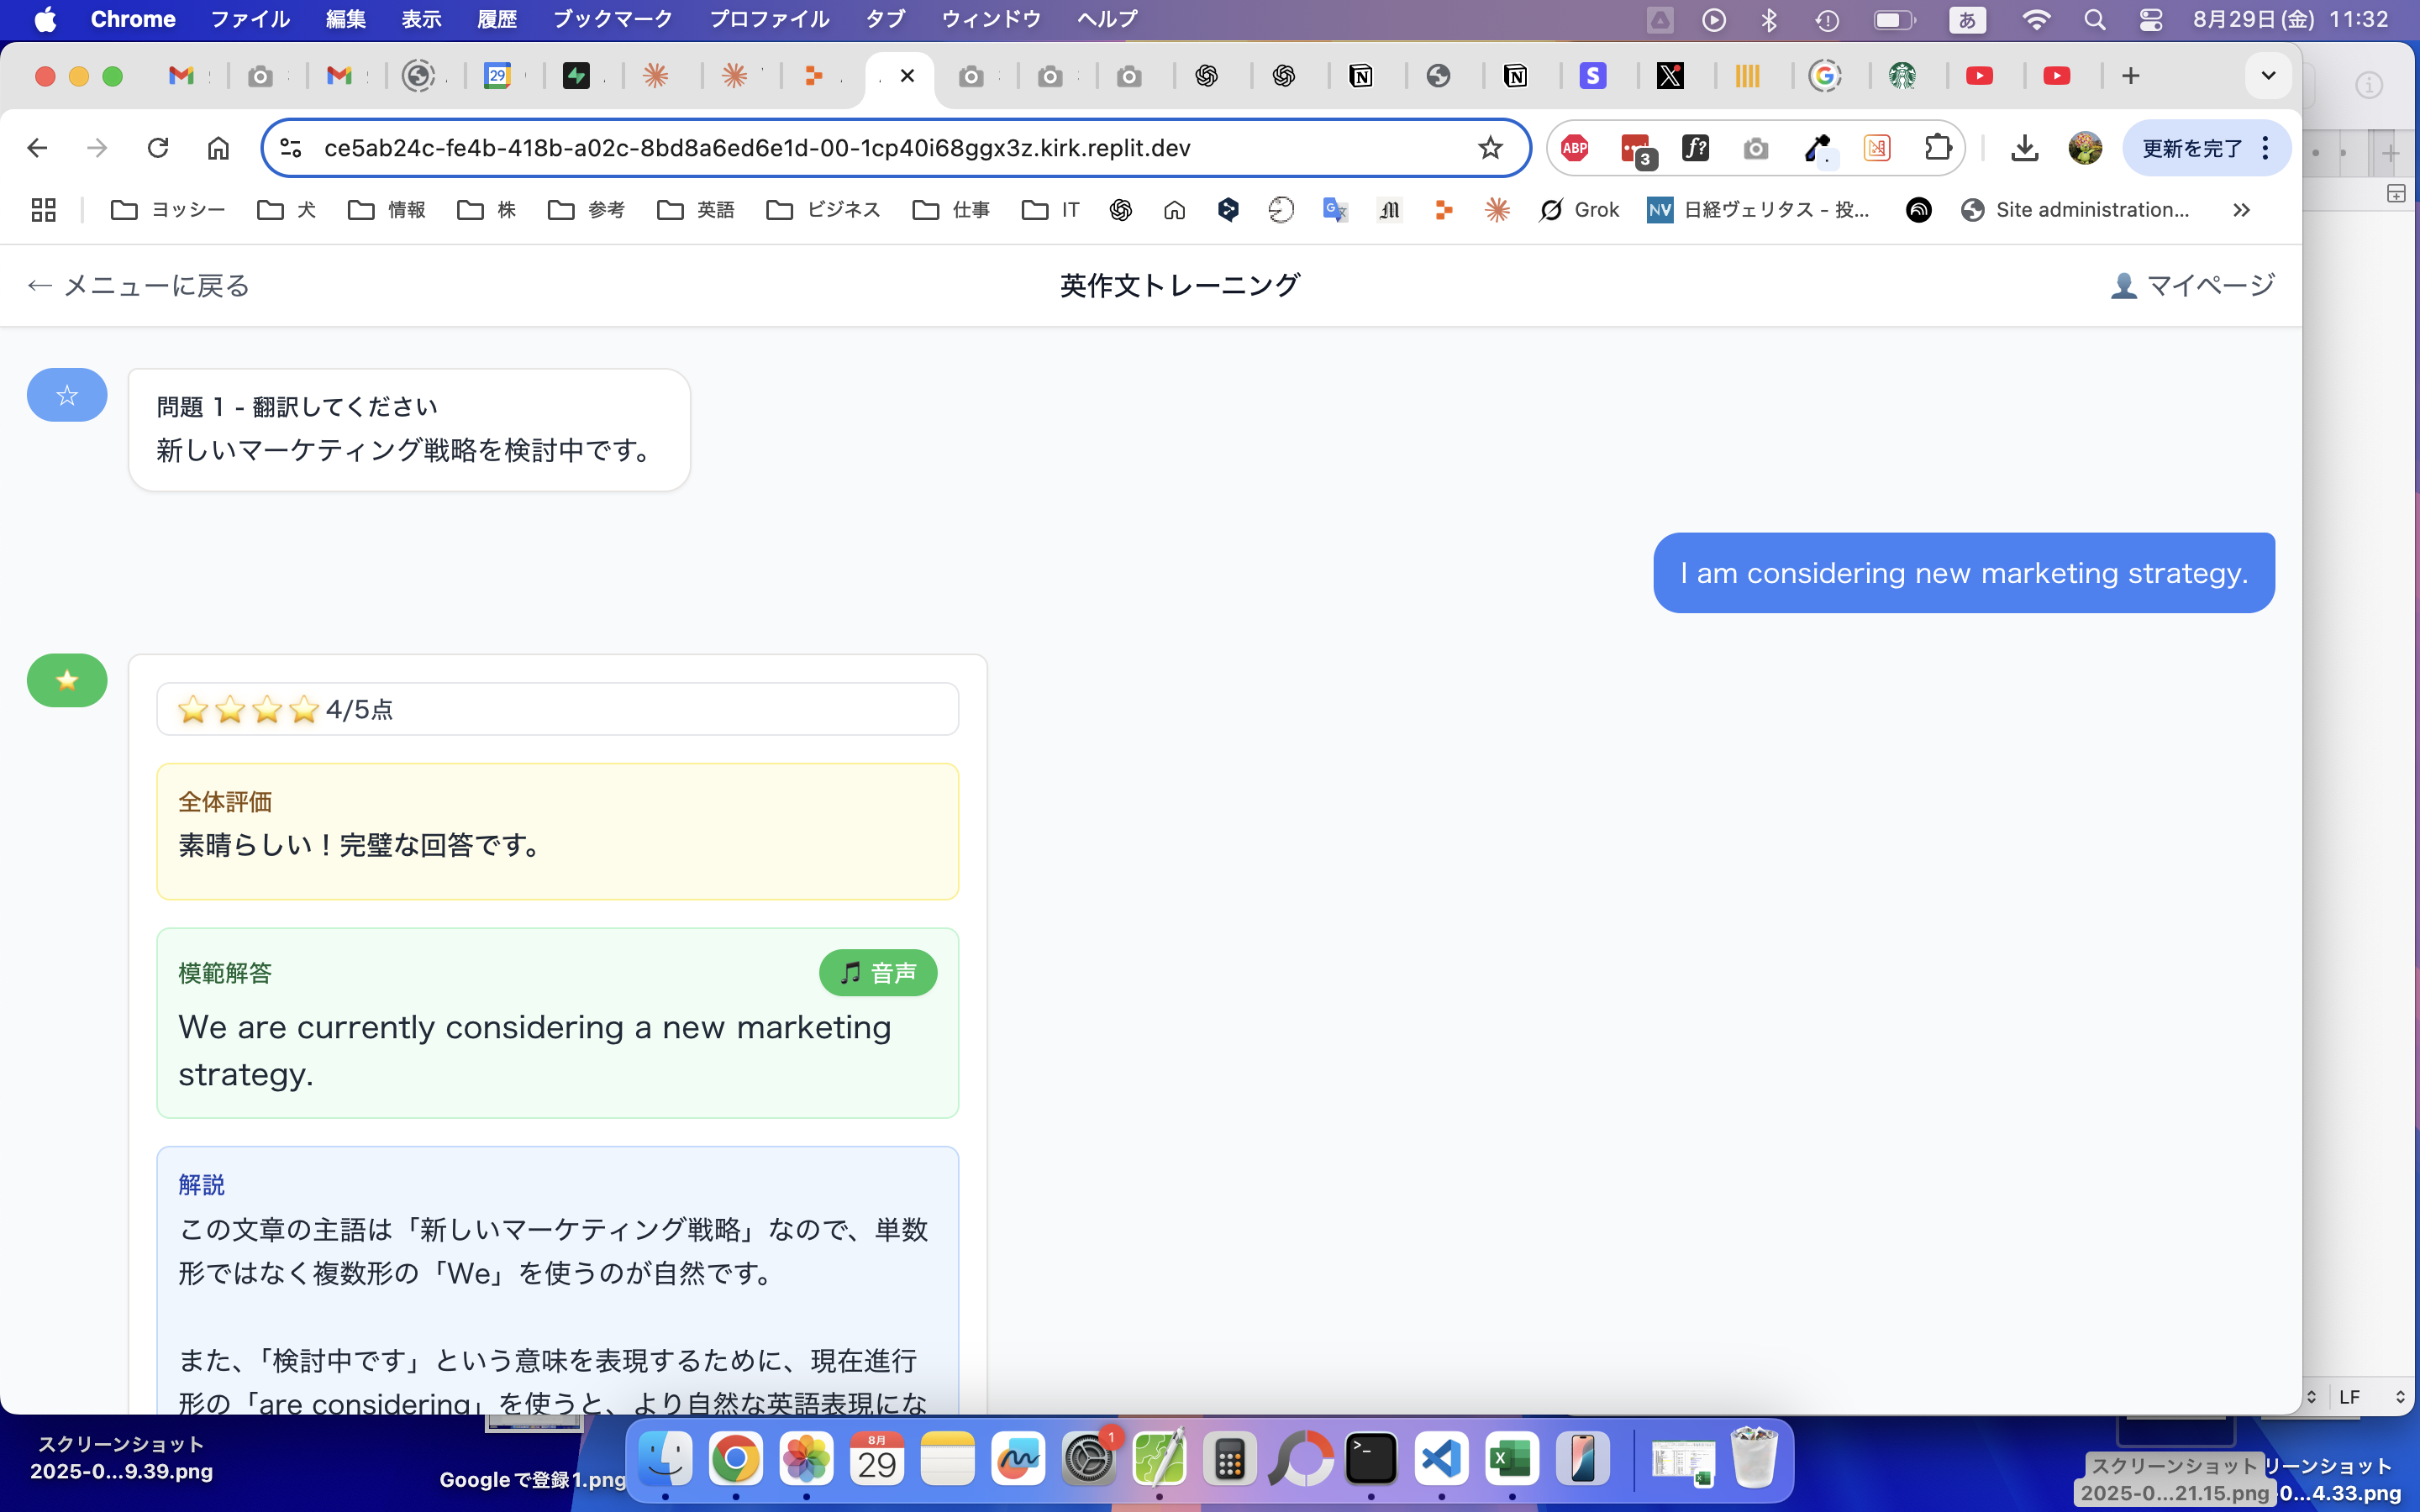 Chrome ファイル 編集 表示 履歴 ブックマーク プロファイル タブ ウィンドウ ヘルプ あ 8月29日(金) 11:32
29
ce5ab24c-fe4b-418b-a02c-8bd8a6ed6e1d-00-1cp40i68ggx3z.kirk.replit.dev ABP 3 f? 更新を完了
ヨッシー 犬 情報 株 参考 英語 ビジネス 仕事 IT Grok NV 日経ヴェリタス - 投... Site administration...
← メニューに戻る 英作文トレーニング マイページ
問題 1 - 翻訳してください
新しいマーケティング戦略を検討中です。
I am considering new marketing strategy.
4/5点
全体評価
素晴らしい！完璧な回答です。
模範解答 音声
We are currently considering a new marketing
strategy.
解説
この文章の主語は「新しいマーケティング戦略」なので、単数
形ではなく複数形の「We」を使うのが自然です。
また、「検討中です」という意味を表現するために、現在進行
形の「are considering」を使うと、より自然な英語表現にな
LF
スクリーンショット
2025-0...9.39.png
Googleで登録1.png
8月
29
1
スクリーンショット
2025-0...21.15.png
リーンショット
0...4.33.png